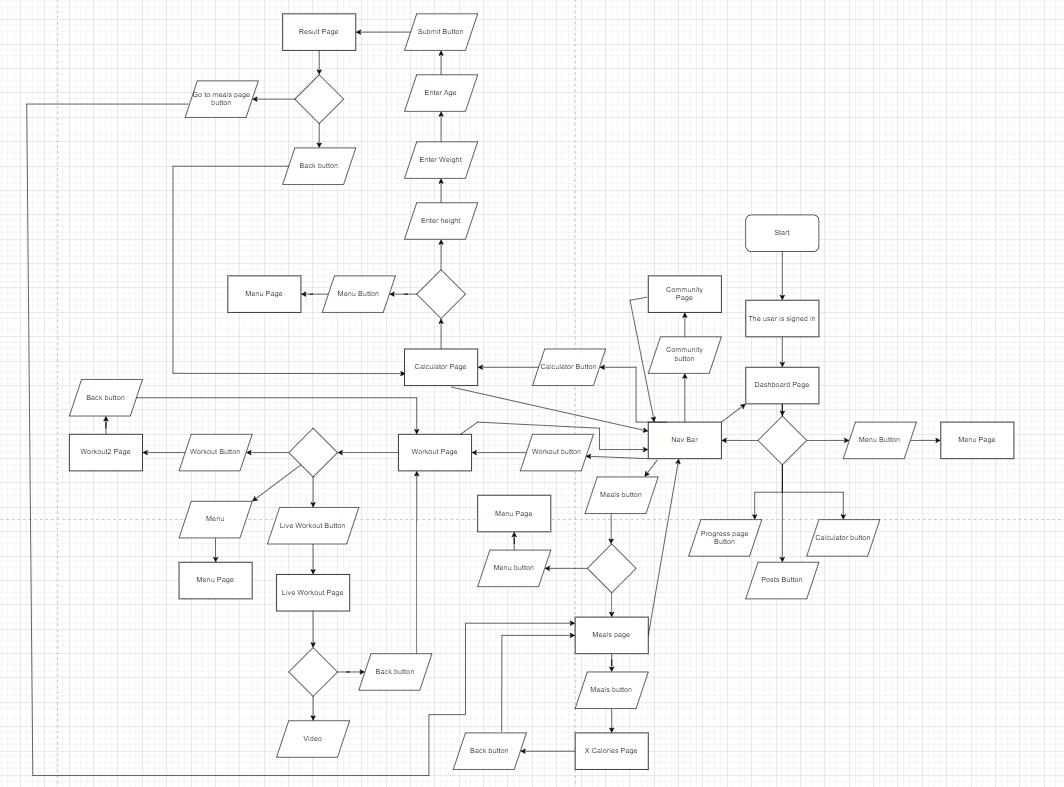 Result Page
Submit Button
Go to meals page
button
Enter Age
Back button
Enter Weight
Enter height
Start
Menu Page
Menu Button
Community
Page
The user is signed in
Community
button
Calculator Page
Calculator Button
Dashboard Page
Back button
Workout2 Page
Workout Button
Workout Page
Workout button
Nav Bar
Menu Button
Menu Page
Meals button
Menu
Live Workout Button
Menu Page
Progress page
Button
Calculator button
Menu button
Menu Page
Live Workout Page
Posts Button
Meals page
Back button
Meals button
Video
Back button
X Calories Page